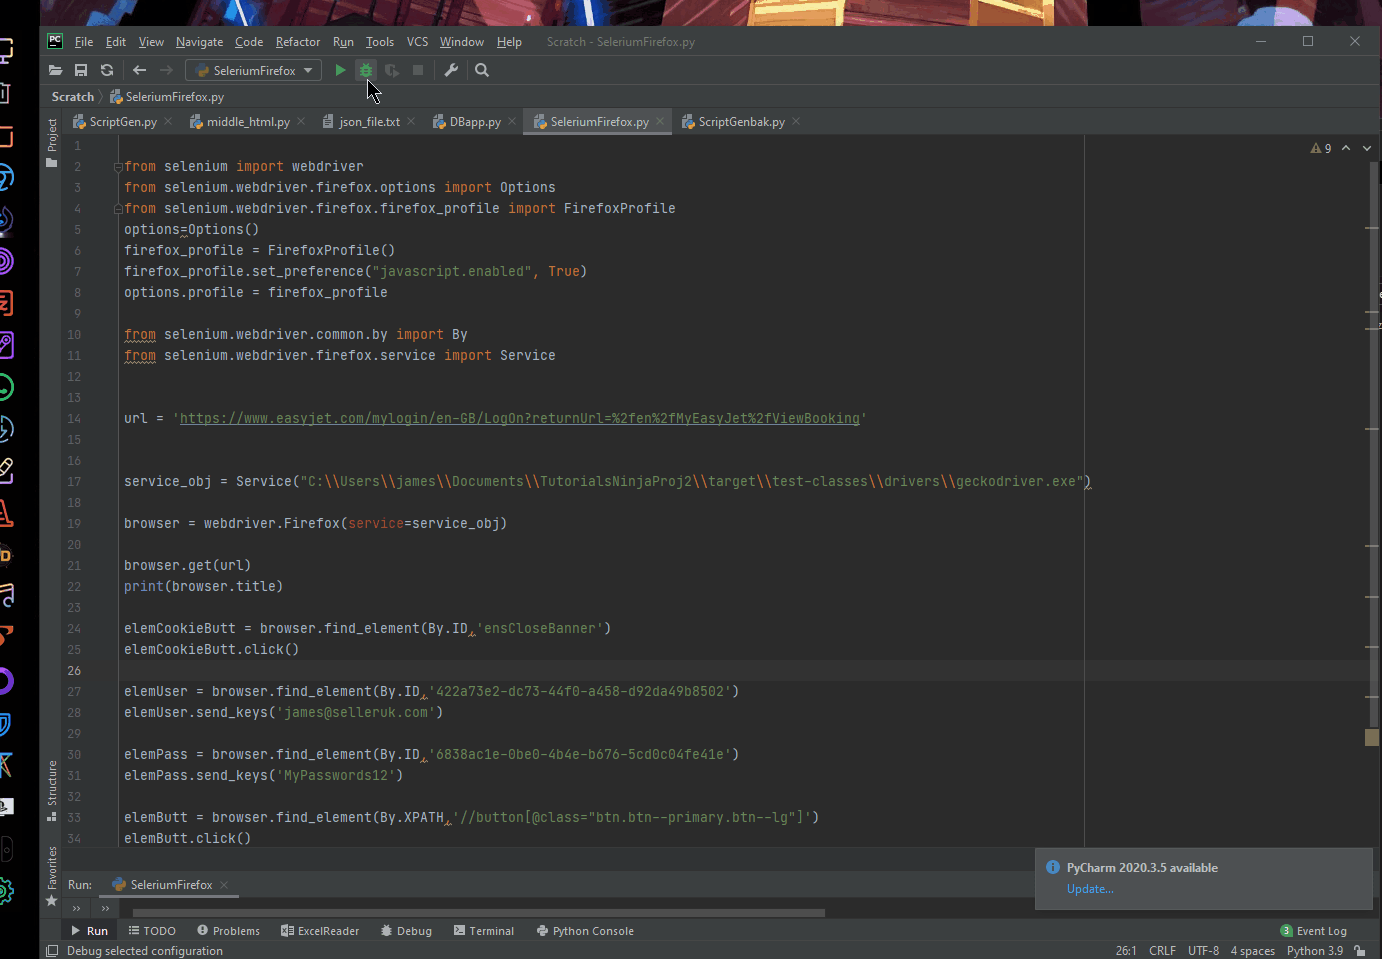 PC File Edit View Navigate Code Refactor Run Tools VCS Window Help Scratch - SeleriumFirefox.py
SeleriumFirefox
Scratch SeleriumFirefox.py
ScriptGen.py middle_html.py json_file.txt DBapp.py SeleriumFirefox.py ScriptGenbak.py
Project
9
1
2 from selenium import webdriver
3 from selenium.webdriver.firefox.options import Options
4 from selenium.webdriver.firefox.firefox_profile import FirefoxProfile
5 options=Options()
6 firefox_profile = FirefoxProfile()
7 firefox_profile.set_preference("javascript.enabled", True)
8 options.profile = firefox_profile
9
10 from selenium.webdriver.common.by import By
11 from selenium.webdriver.firefox.service import Service
12
13
14 url = 'https://www.easyjet.com/mylogin/en-GB/LogOn?returnUrl=%2fen%2fMyEasyJet%2fViewBooking'
15
16
17 service_obj = Service("C:\\Users\\james\\Documents\\TutorialsNinjaProj2\\target\\test-classes\\drivers\\geckodriver.exe")
18
19 browser = webdriver.Firefox(service=service_obj)
20
21 browser.get(url)
22 print(browser.title)
23
24 elemCookieButt = browser.find_element(By.ID,'ensCloseBanner')
25 elemCookieButt.click()
26
27 elemUser = browser.find_element(By.ID,'422a73e2-dc73-44f0-a458-d92da49b8502')
28 elemUser.send_keys('james@selleruk.com')
29
30 elemPass = browser.find_element(By.ID,'6838ac1e-0be0-4b4e-b676-5cd0c04fe41e')
31 elemPass.send_keys('MyPasswords12')
32
33 elemButt = browser.find_element(By.XPATH,'//button[@class="btn.btn--primary.btn--lg"]')
34 elemButt.click()
Structure
Favorites
PyCharm 2020.3.5 available
Update...
Run: SeleriumFirefox
Run TODO Problems ExcelReader Debug Terminal Python Console 3 Event Log
Debug selected configuration 26:1 CRLF UTF-8 4 spaces Python 3.9